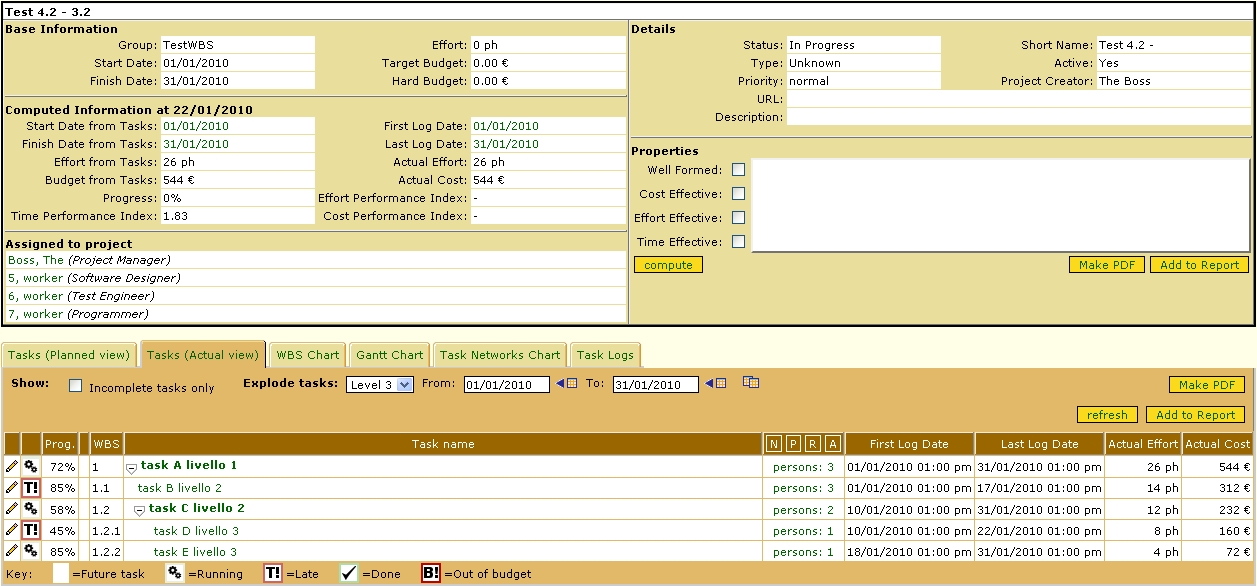 Test 4.2 - 3.2
Base Information
Group: TestWBS Effort: 0 ph
Start Date: 01/01/2010 Target Budget: 0.00 €
Finish Date: 31/01/2010 Hard Budget: 0.00 €
Computed Information at 22/01/2010
Start Date from Tasks: 01/01/2010 First Log Date: 01/01/2010
Finish Date from Tasks: 31/01/2010 Last Log Date: 31/01/2010
Effort from Tasks: 26 ph Actual Effort: 26 ph
Budget from Tasks: 544 € Actual Cost: 544 €
Progress: 0% Effort Performance Index: -
Time Performance Index: 1.83 Cost Performance Index: -
Assigned to project
Boss, The (Project Manager)
5, worker (Software Designer)
6, worker (Test Engineer)
7, worker (Programmer)
Details
Status: In Progress Short Name: Test 4.2 -
Type: Unknown Active: Yes
Priority: normal Project Creator: The Boss
URL:
Description:
Properties
Well Formed:
Cost Effective:
Effort Effective:
Time Effective:
compute Make PDF Add to Report
Tasks (Planned view) Tasks (Actual view) WBS Chart Gantt Chart Task Networks Chart Task Logs
Show: Incomplete tasks only Explode tasks: Level 3 From: 01/01/2010 To: 31/01/2010 Make PDF
refresh Add to Report
Prog. WBS Task name N P R A First Log Date Last Log Date Actual Effort Actual Cost
72% 1 task A livello 1 persons: 3 01/01/2010 01:00 pm 31/01/2010 01:00 pm 26 ph 544 €
T! 85% 1.1 task B livello 2 persons: 3 01/01/2010 01:00 pm 17/01/2010 01:00 pm 14 ph 312 €
58% 1.2 task C livello 2 persons: 2 10/01/2010 01:00 pm 31/01/2010 01:00 pm 12 ph 232 €
T! 45% 1.2.1 task D livello 3 persons: 1 10/01/2010 01:00 pm 22/01/2010 01:00 pm 8 ph 160 €
85% 1.2.2 task E livello 3 persons: 1 18/01/2010 01:00 pm 31/01/2010 01:00 pm 4 ph 72 €
Key: =Future task =Running T! =Late =Done B! =Out of budget